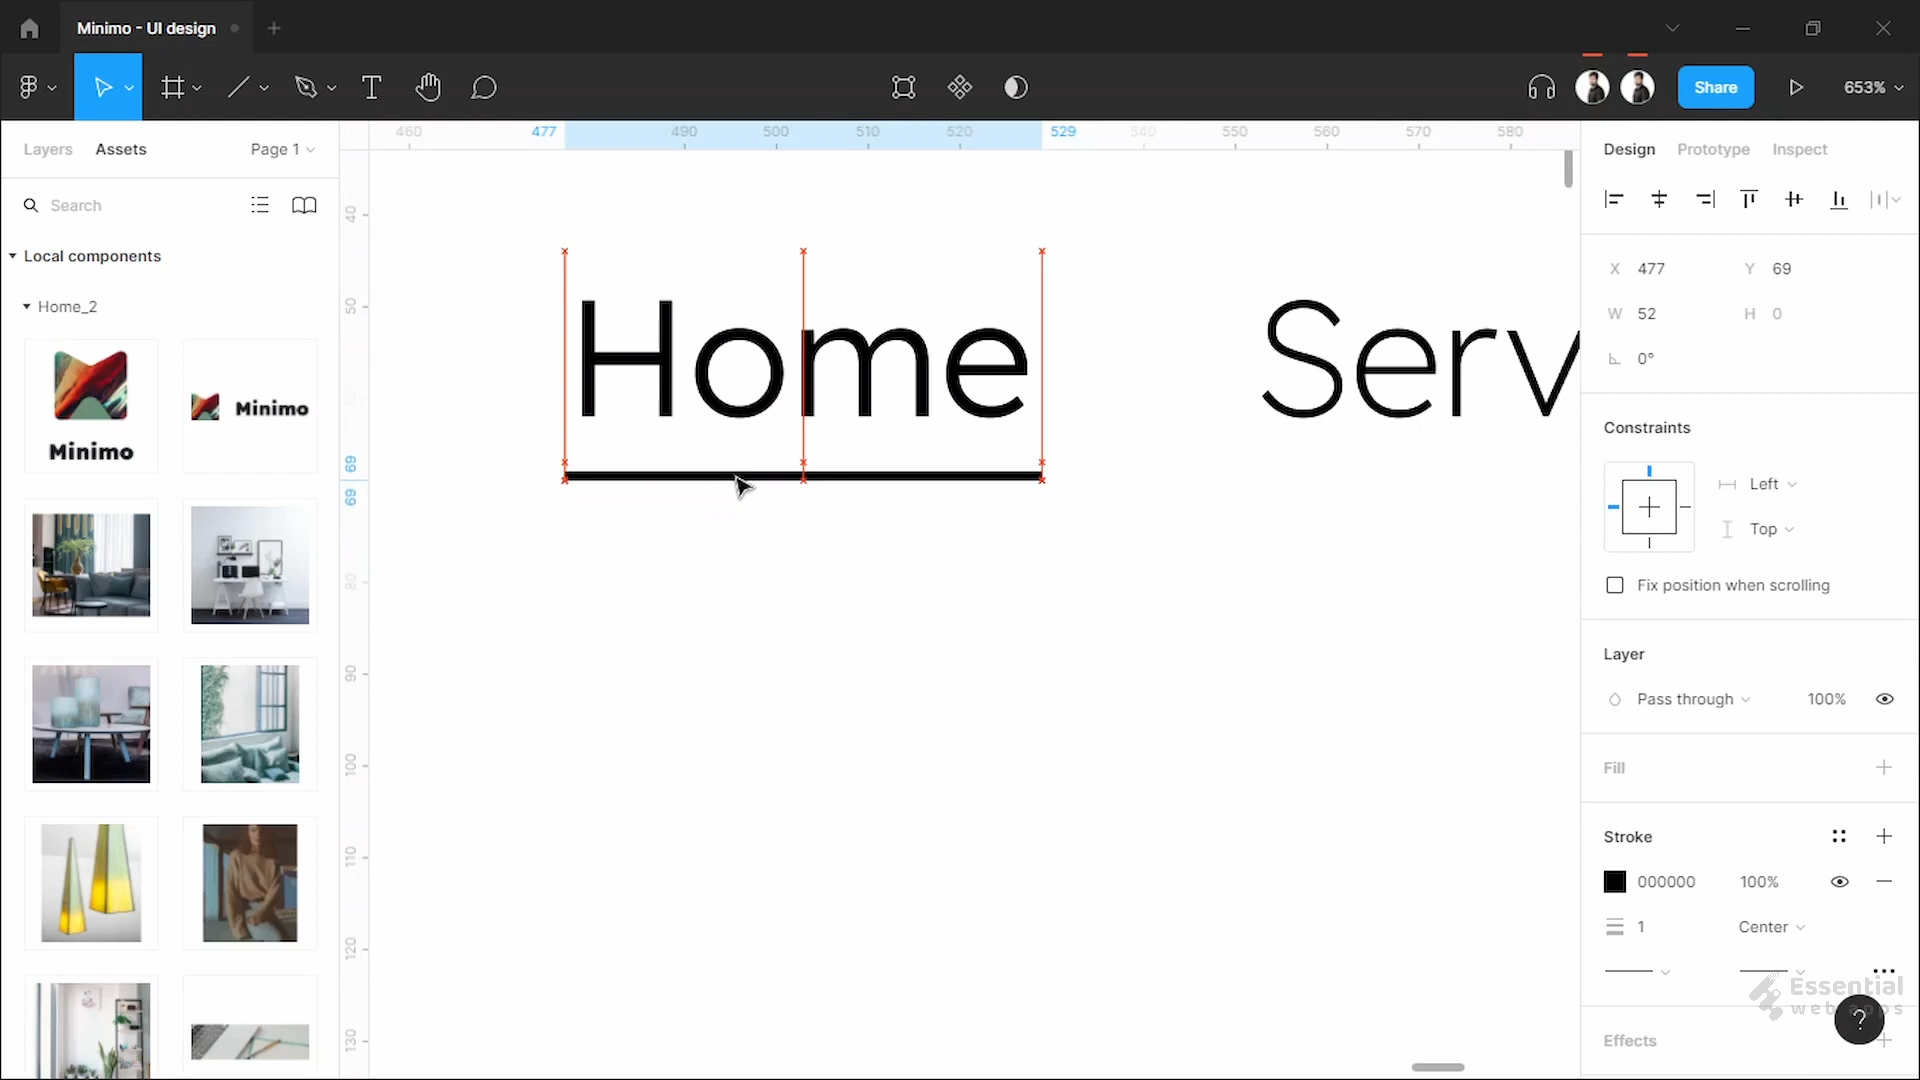 Minimo - UI design
Share
653%
Layers
Assets
Page 1
460
477
490
500
510
520
529
540
550
560
570
580
Design
Prototype
Inspect
Search
Local components
Home_2
Minimo
Minimo
40
50
69
69
80
90
100
110
120
130
Home
Serv
X 477
Y 69
W 52
H 0
0°
Constraints
Left
Top
Fix position when scrolling
Layer
Pass through
100%
Fill
Stroke
000000
100%
1
Center
Essential
web apps
?
Effects